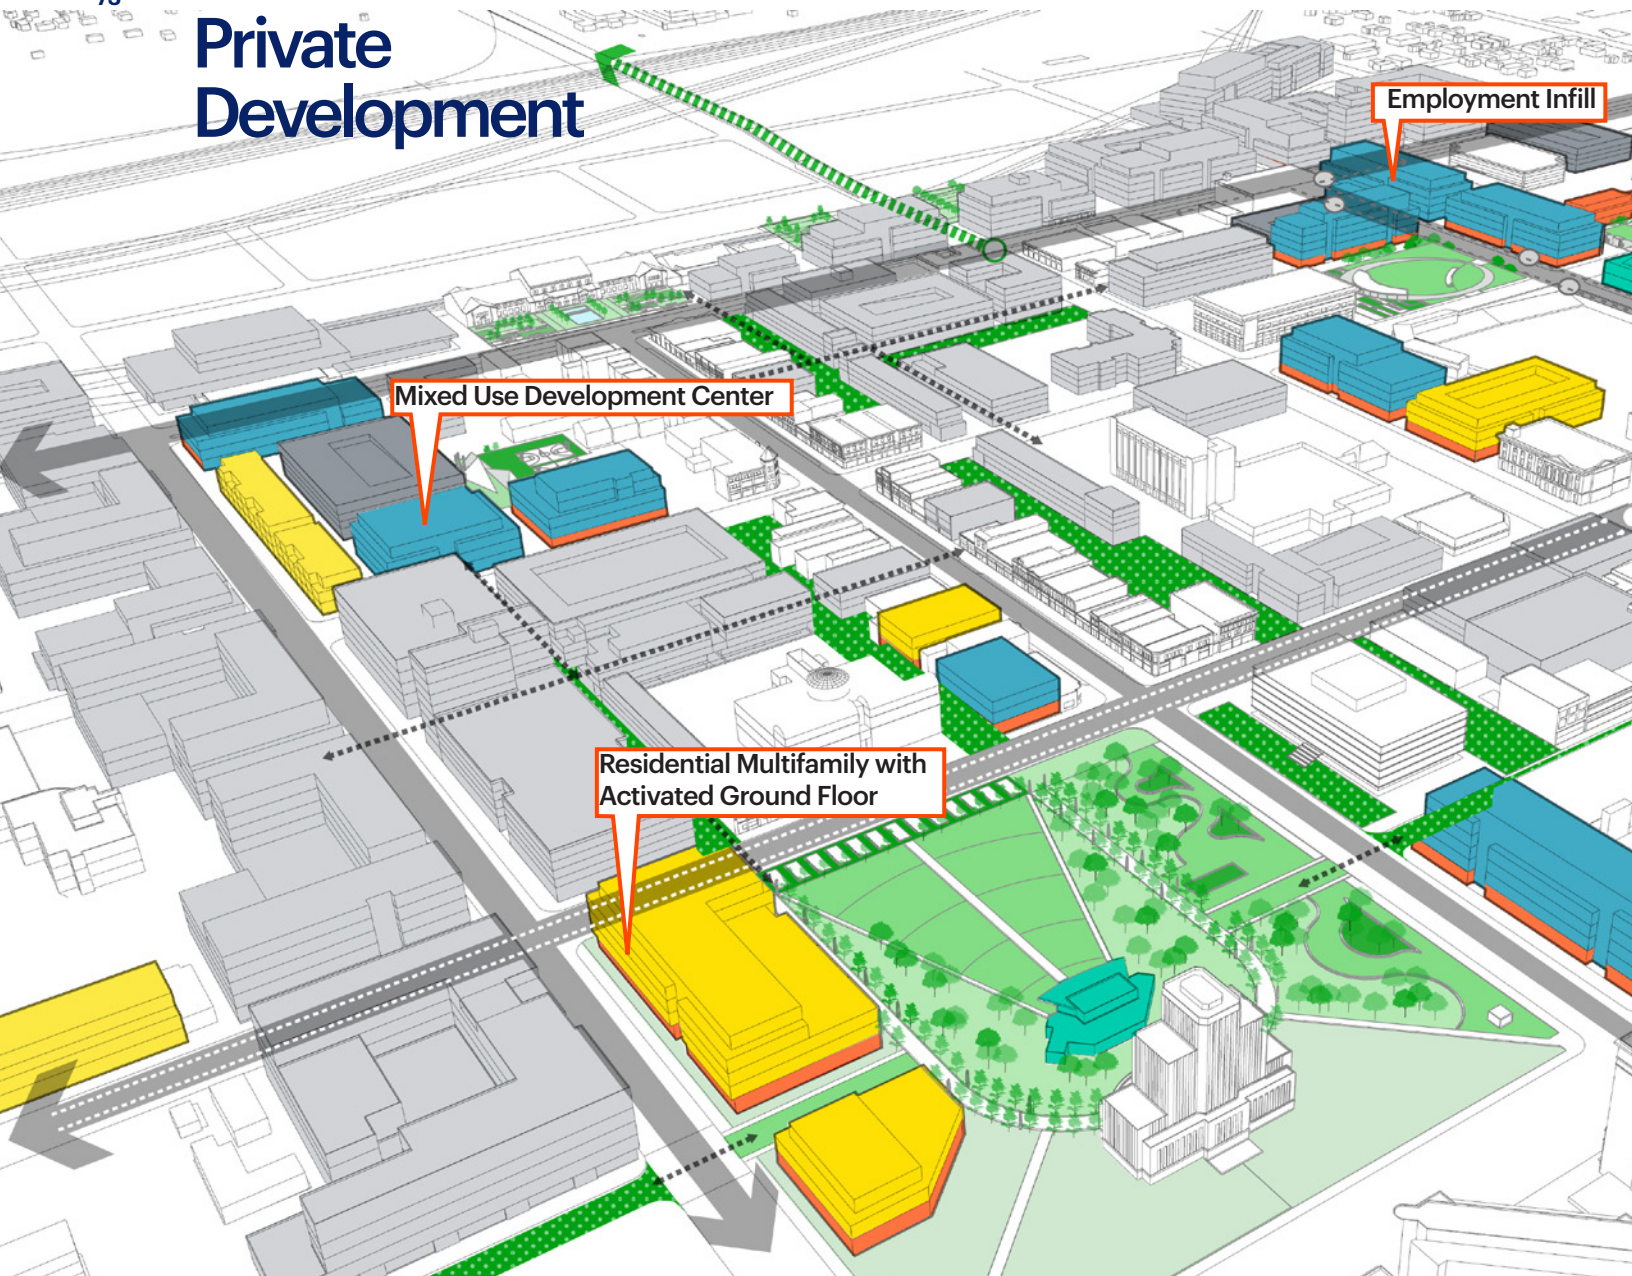 Private
Development
Employment Infill
Mixed Use Development Center
Residential Multifamily with
Activated Ground Floor